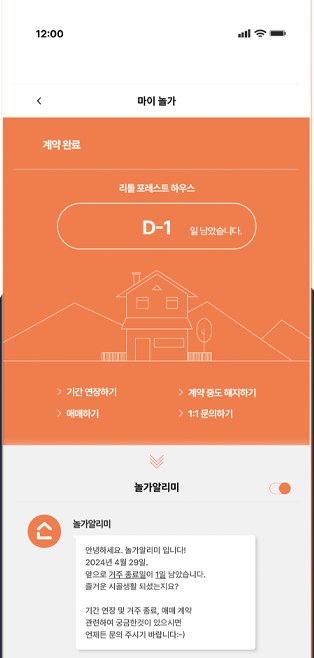 12:00
마이 놀가
계약 완료
리틀 포레스트 하우스
D-1 일 남았습니다.
기간 연장하기
계약 중도 해지하기
매매하기
1:1 문의하기
놀가알리미
놀가알리미
안녕하세요. 놀가알리미 입니다!
2024년 4월 29일.
앞으로 거주 종료일이 1일 남았습니다.
즐거운 시골생활 되셨는지요?
기간 연장 및 거주 종료, 매매 계약
관련하여 궁금한것이 있으시면
언제든 문의 주시기 바랍니다:-)